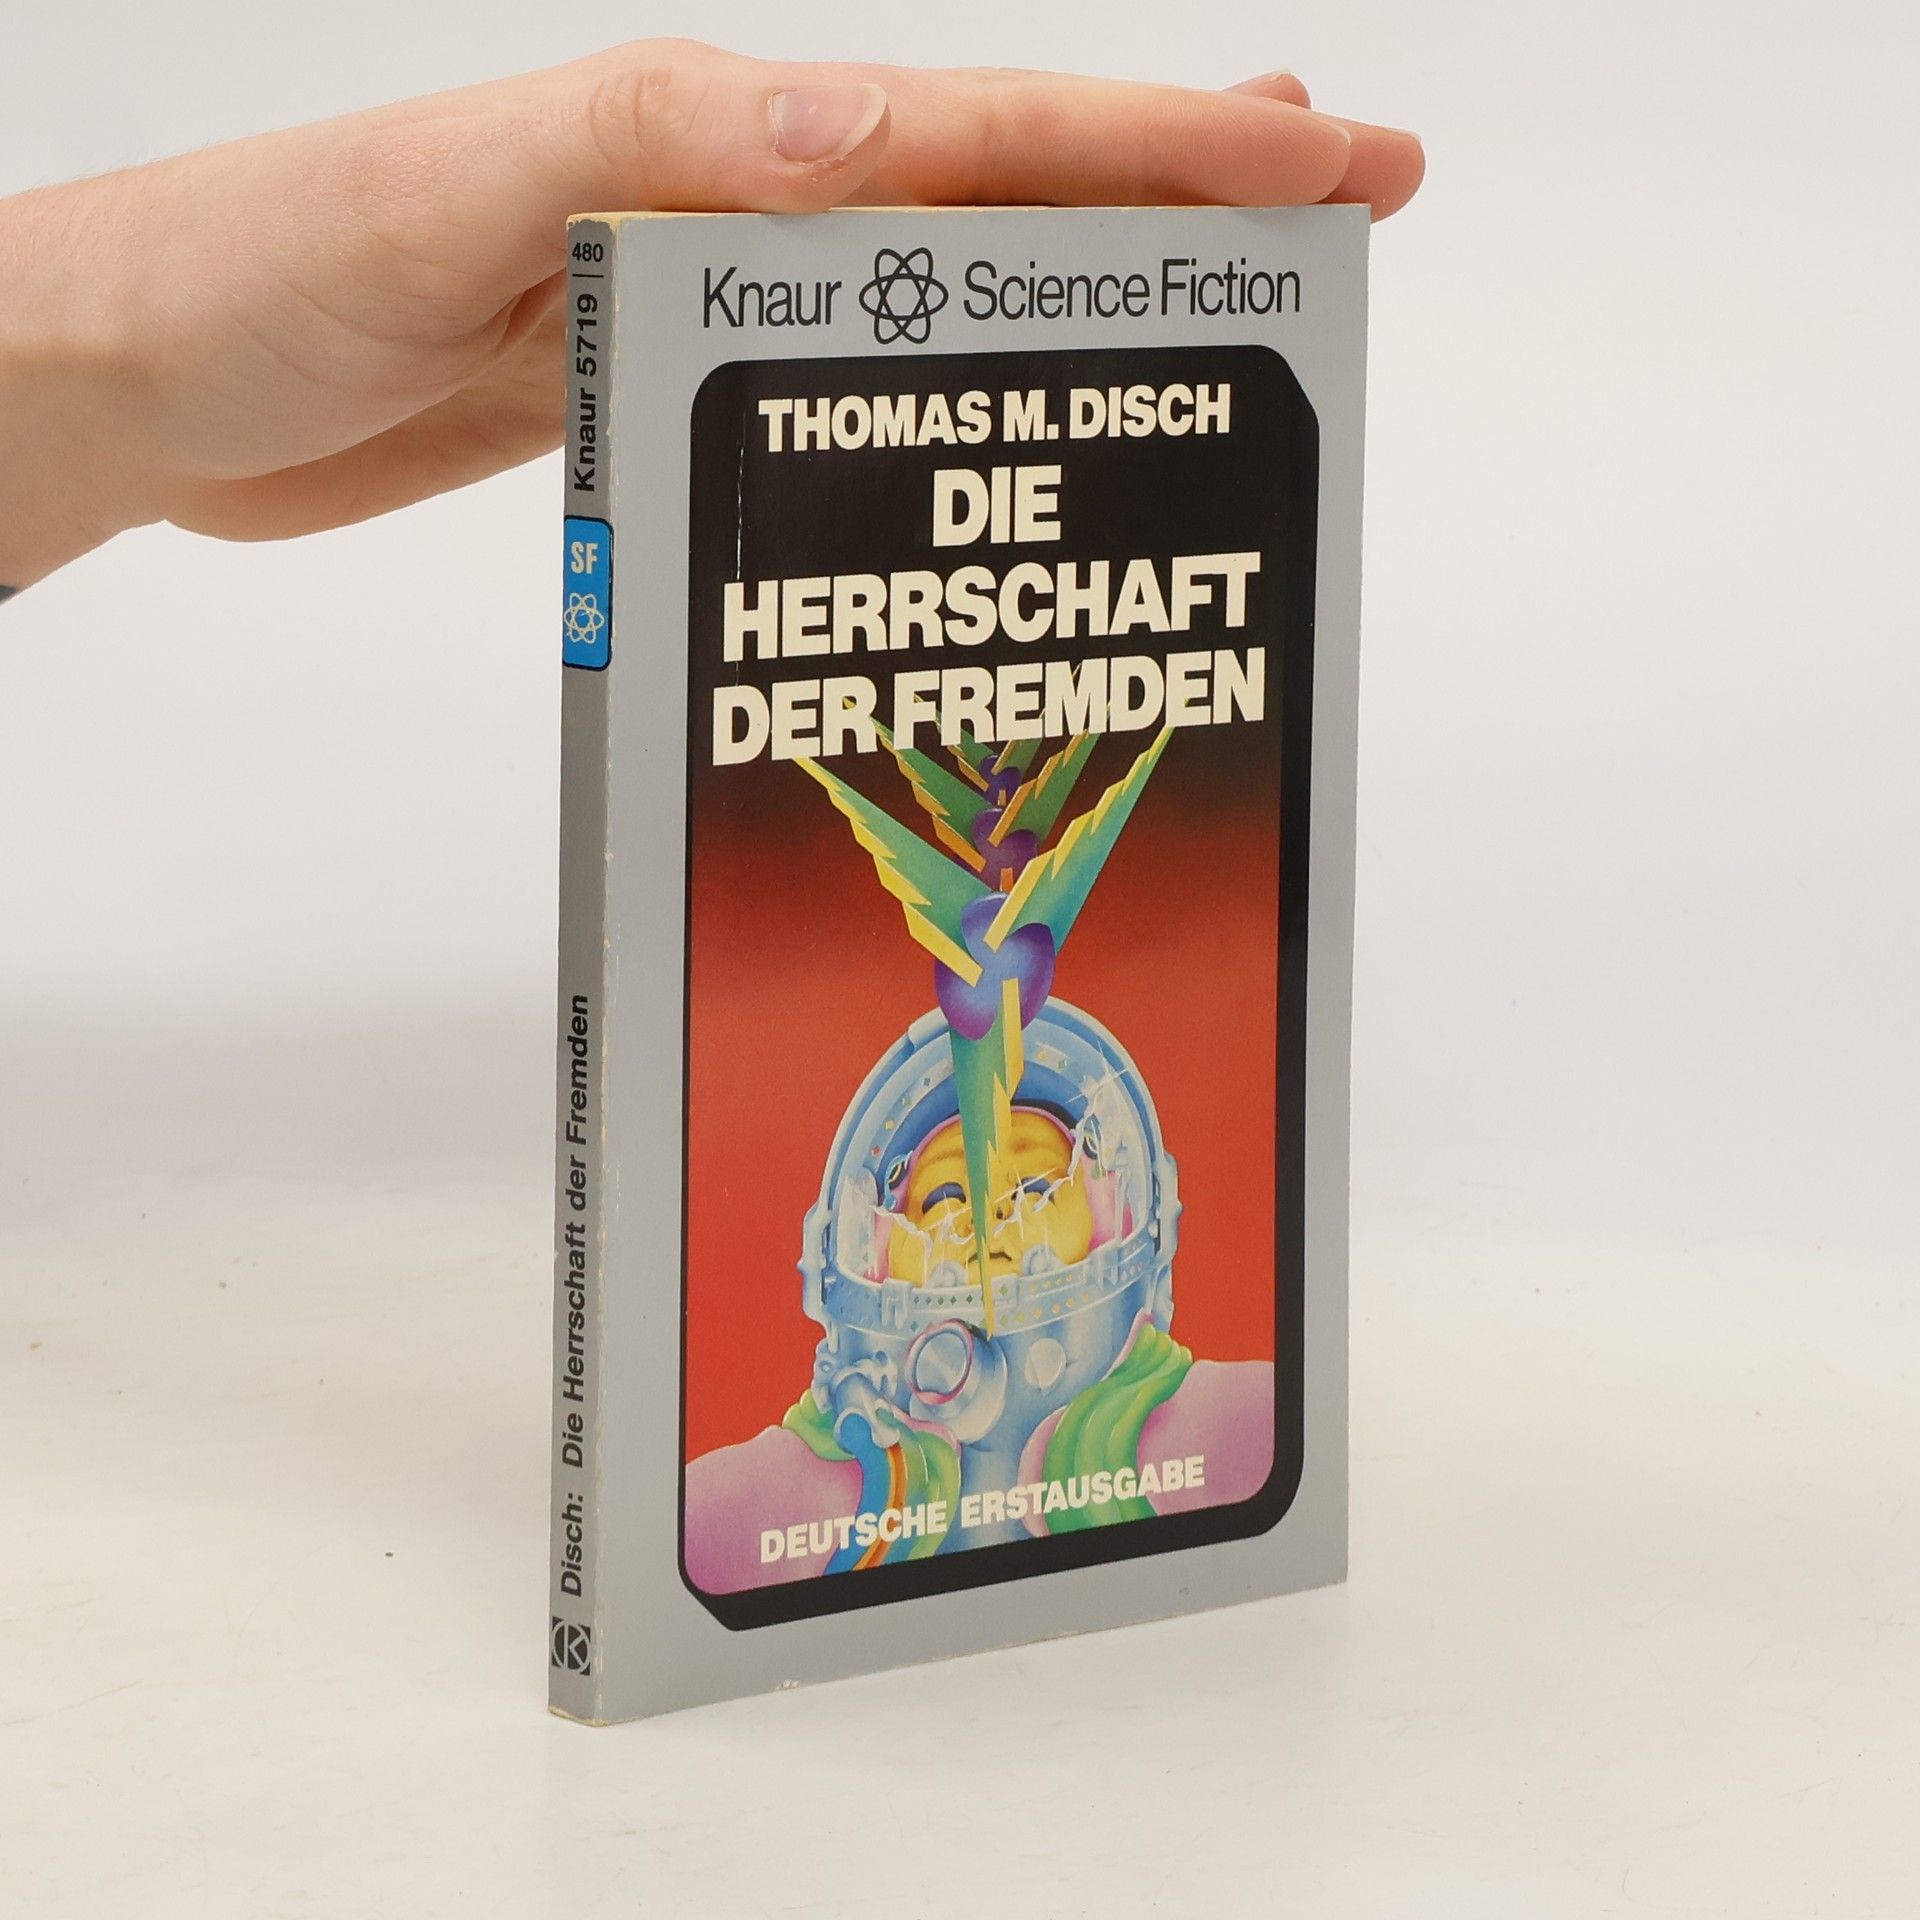 Knaur Science Fiction
THOMAS M. DISCH
DIE
HERRSCHAFT
DER FREMDEN
DEUTSCHE ERSTAUSGABE
480
Knaur 5719
SF
Disch: Die Herrschaft der Fremden
K